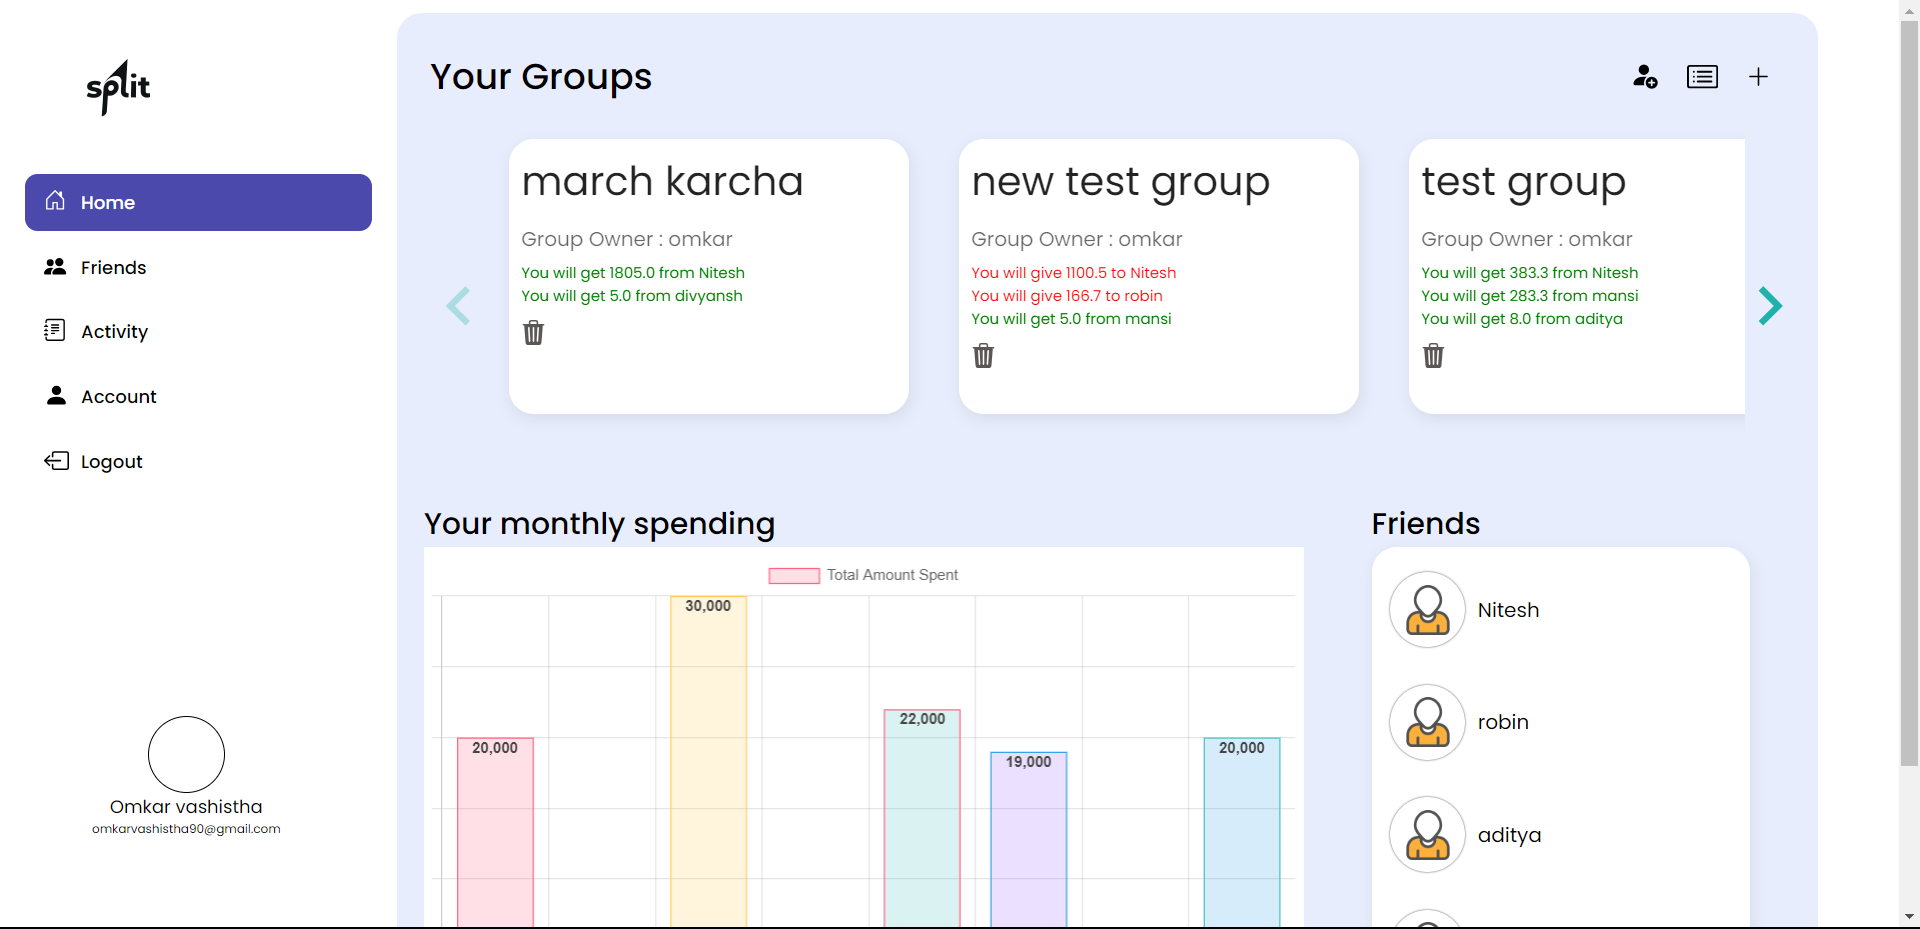 split
Home
Friends
Activity
Account
Logout
Omkar vashistha
omkarvashistha90@gmail.com
Your Groups
march karcha
Group Owner : omkar
You will get 1805.0 from Nitesh
You will get 5.0 from divyansh
new test group
Group Owner : omkar
You will give 1100.5 to Nitesh
You will give 166.7 to robin
You will get 5.0 from mansi
test group
Group Owner : omkar
You will get 383.3 from Nitesh
You will get 283.3 from mansi
You will get 8.0 from aditya
Your monthly spending
Total Amount Spent
20,000
30,000
22,000
19,000
20,000
Friends
Nitesh
robin
aditya